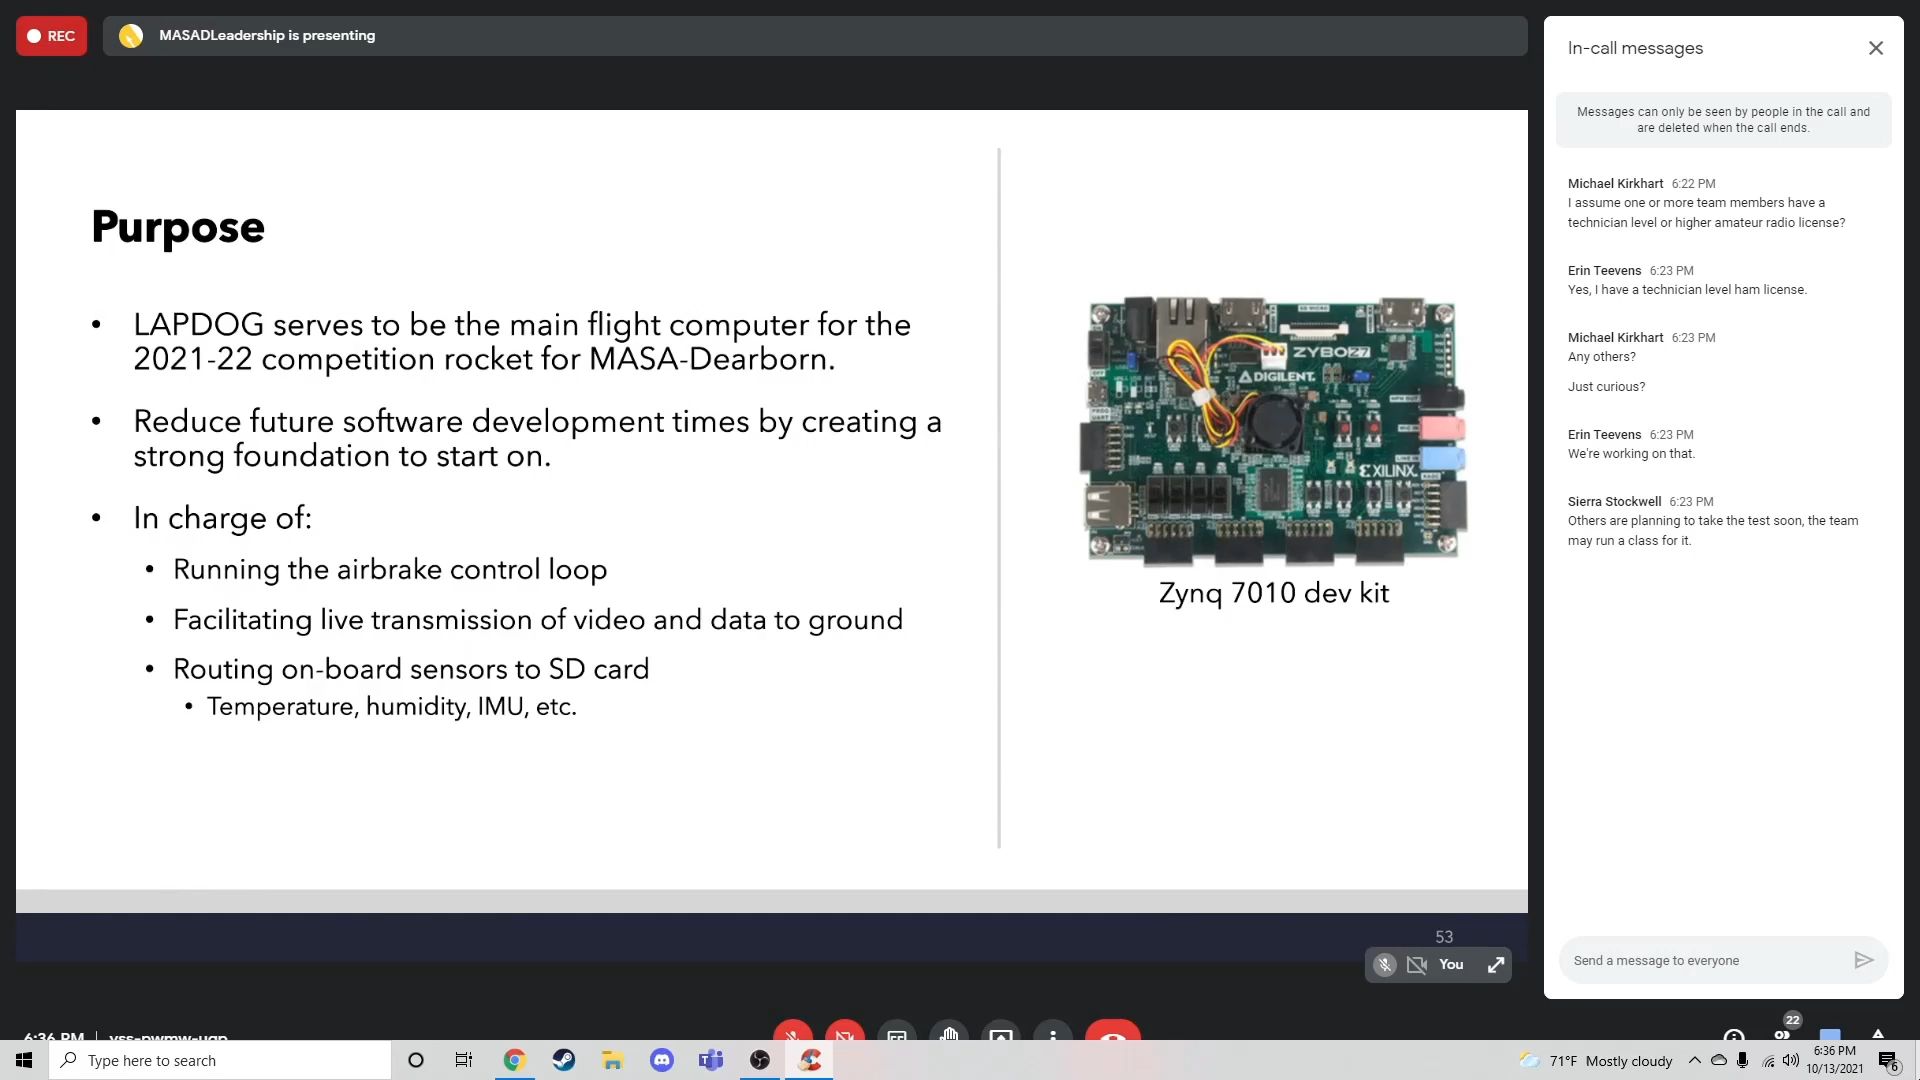 REC
MASADLeadership is presenting
Purpose
• LAPDOG serves to be the main flight computer for the
2021-22 competition rocket for MASA-Dearborn.
• Reduce future software development times by creating a
strong foundation to start on.
• In charge of:
• Running the airbrake control loop
• Facilitating live transmission of video and data to ground
• Routing on-board sensors to SD card
• Temperature, humidity, IMU, etc.
ZYBO Z7
DIGILENT
XILINX
Zynq 7010 dev kit
53
You
In-call messages
Messages can only be seen by people in the call and
are deleted when the call ends.
Michael Kirkhart 6:22 PM
I assume one or more team members have a
technician level or higher amateur radio license?
Erin Teevens 6:23 PM
Yes, I have a technician level ham license.
Michael Kirkhart 6:23 PM
Any others?
Just curious?
Erin Teevens 6:23 PM
We're working on that.
Sierra Stockwell 6:23 PM
Others are planning to take the test soon, the team
may run a class for it.
Send a message to everyone
6:36 PM
22
Type here to search
71°F Mostly cloudy
6:36 PM
10/13/2021
6